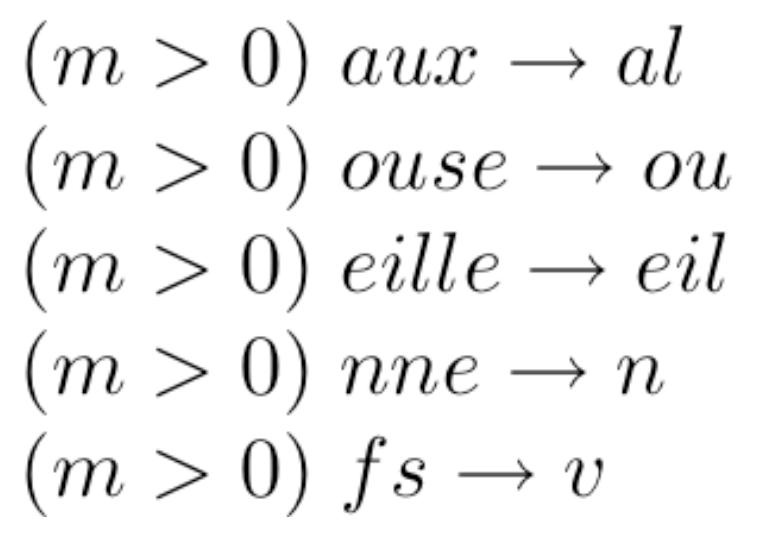 (m > 0) aux → al
(m > 0) ouse → ou
(m > 0) eille → eil
(m > 0) nne → n
(m > 0) fs → v